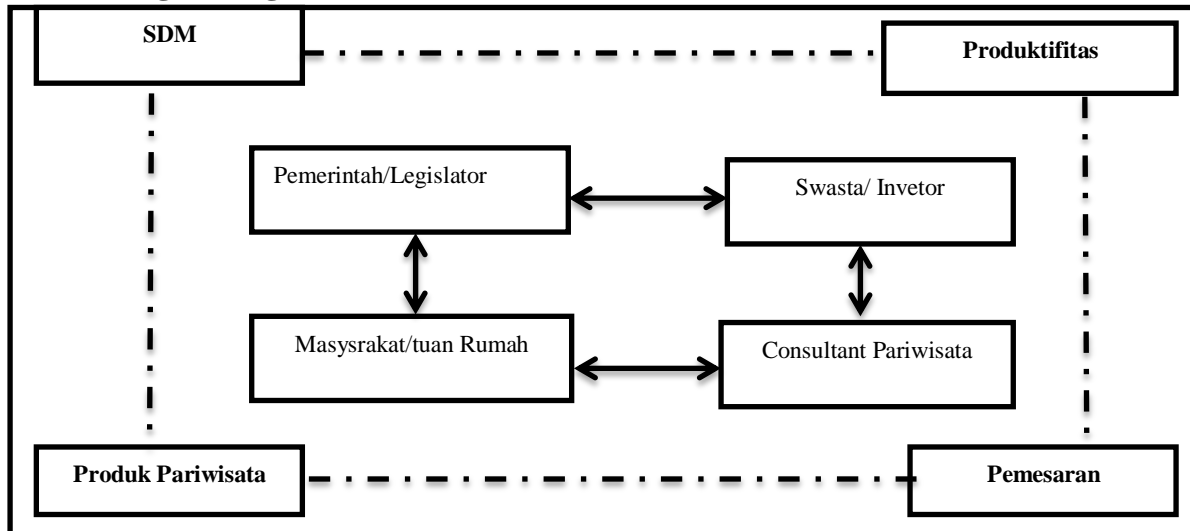 SDM
Produktifitas
Pemerintah/Legislator
Swasta/ Invetor
Masysrakat/tuan Rumah
Consultant Pariwisata
Produk Pariwisata
Pemesaran